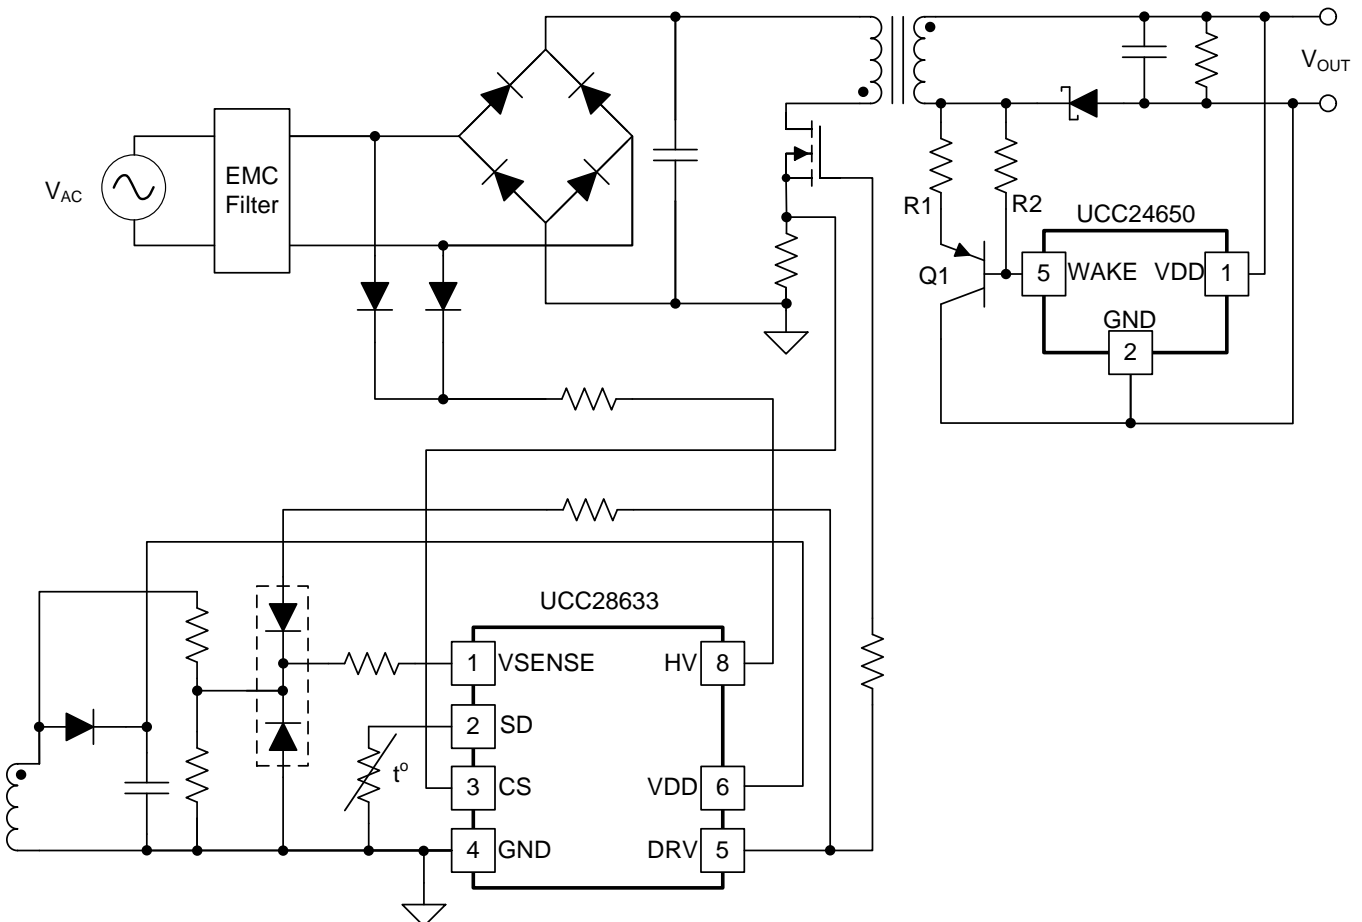 VOUT
EMC
Filter
VAC
R1
R2
UCC24650
Q1
5
WAKE
VDD
1
GND
2
UCC28633
1
VSENSE
HV
8
2
SD
to
3
CS
VDD
6
4
GND
DRV
5